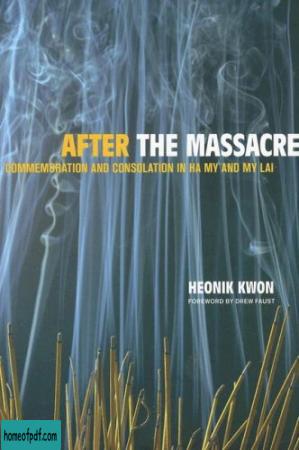 AFTER THE MASSACRE
COMMEMORATION AND CONSOLATION IN HA MY AND MY LAI
HEONIK KWON
FOREWORD BY DREW FAUST
homeofpdf.com